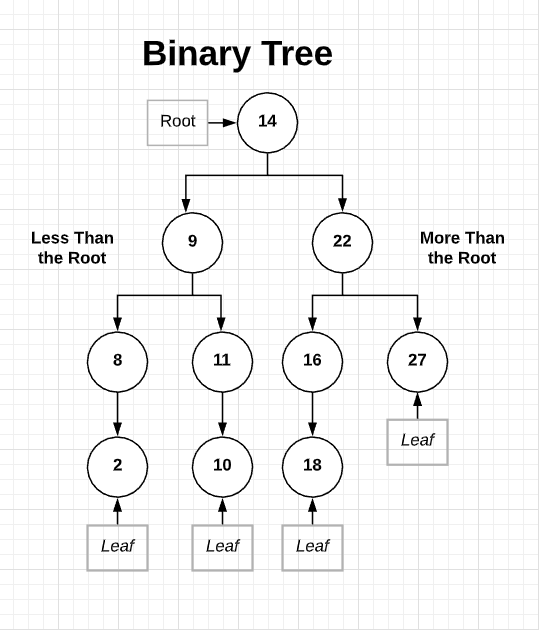 Binary Tree
Root
14
Less Than
the Root
9
22
More Than
the Root
8
11
16
27
Leaf
2
10
18
Leaf
Leaf
Leaf